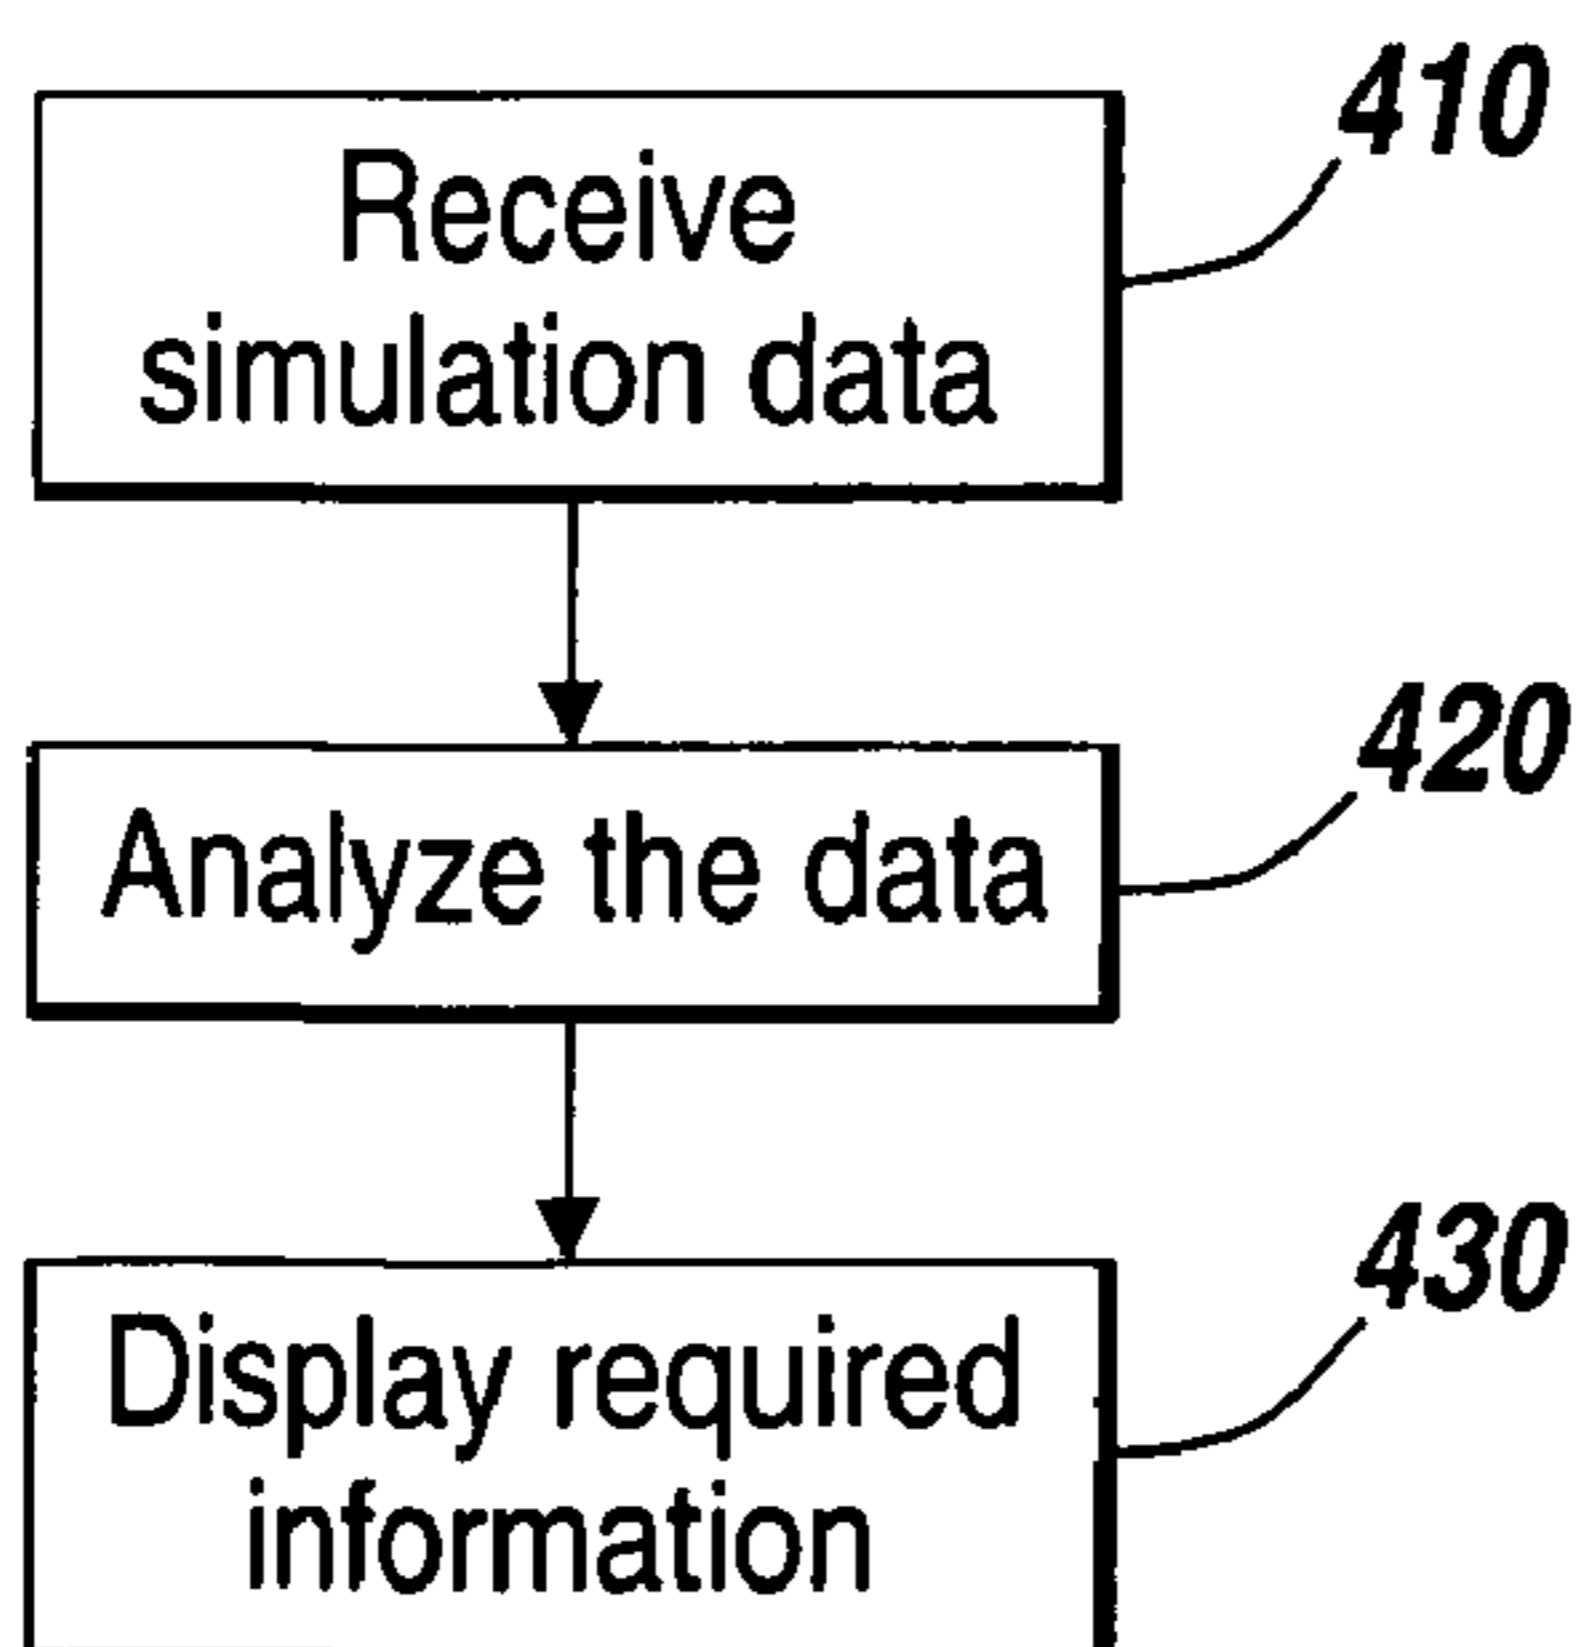 410
Receive
simulation data
420
Analyze the data
430
Display required
information